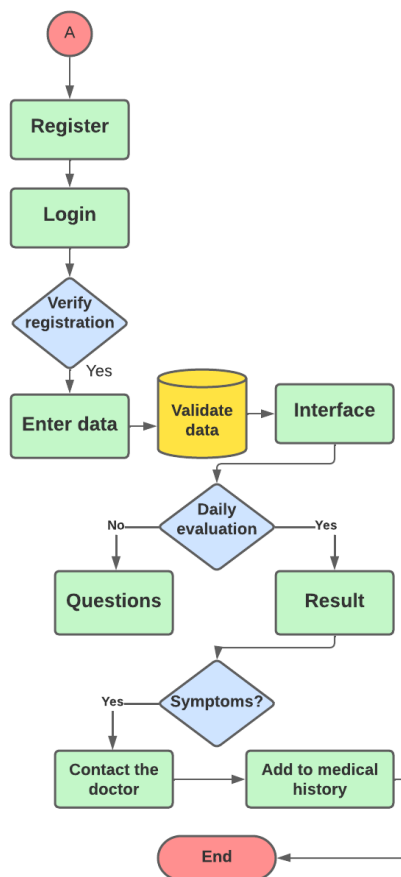 A
Register
Login
Verify
registration
Yes
Enter data
Validate
data
Interface
Daily
evaluation
No
Yes
Questions
Result
Symptoms?
Yes
Contact the
doctor
Add to medical
history
End